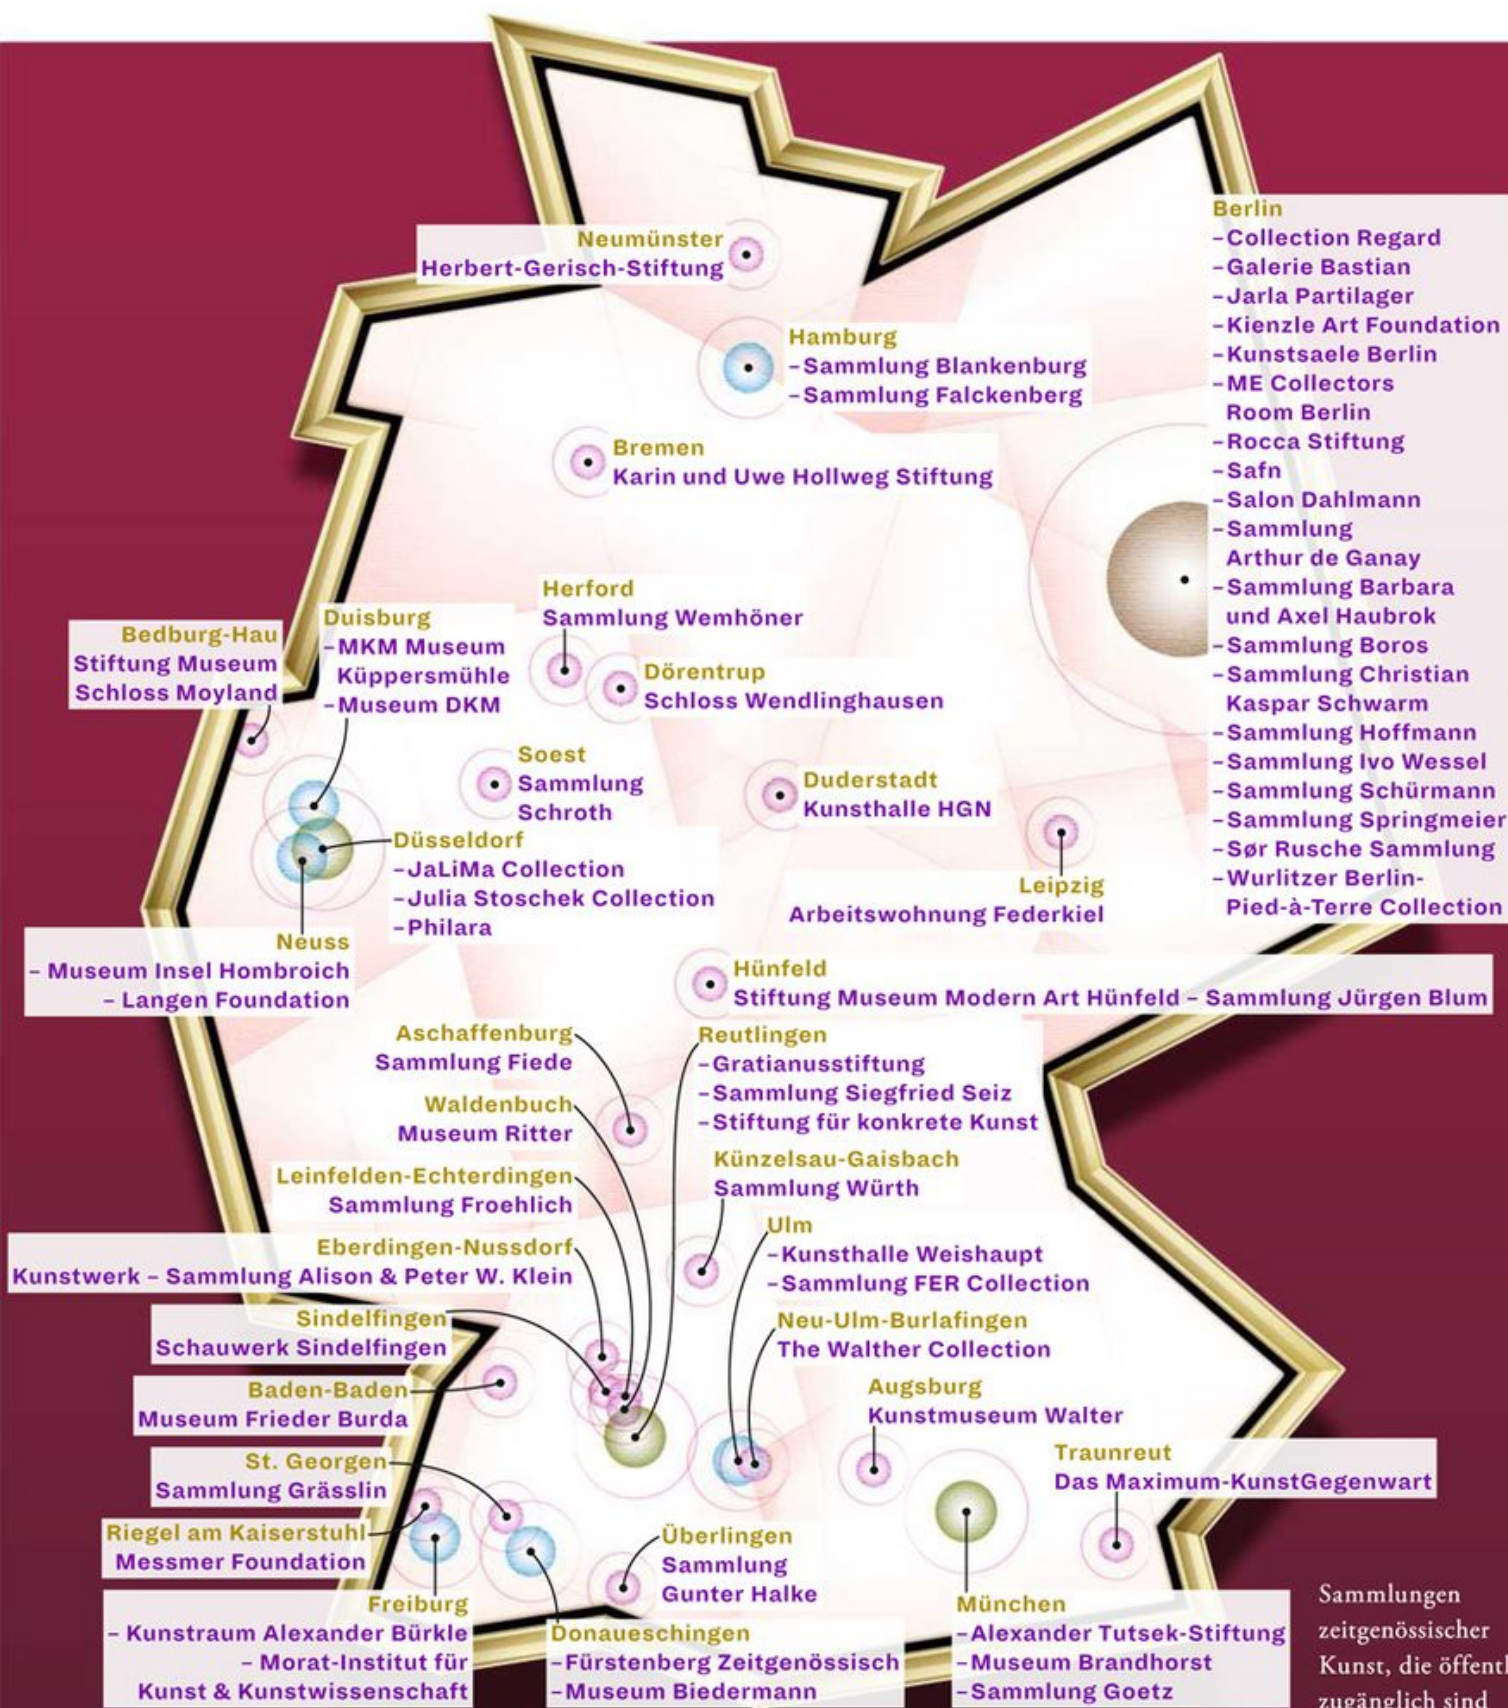 Neumünster
Herbert-Gerisch-Stiftung
Hamburg
-Sammlung Blankenburg
-Sammlung Falckenberg
Bremen
Karin und Uwe Hollweg Stiftung
Berlin
-Collection Regard
-Galerie Bastian
-Jarla Partilager
-Kienzle Art Foundation
-Kunstsaele Berlin
-ME Collectors
Room Berlin
-Rocca Stiftung
-Safn
-Salon Dahlmann
-Sammlung
Arthur de Ganay
-Sammlung Barbara
und Axel Haubrok
-Sammlung Boros
-Sammlung Christian
Kaspar Schwarm
-Sammlung Hoffmann
-Sammlung Ivo Wessel
-Sammlung Schürmann
-Sammlung Springmeier
-Sør Rusche Sammlung
-Wurlitzer Berlin-
Pied-à-Terre Collection
Herford
Sammlung Wemhöner
Bedburg-Hau
Stiftung Museum
Schloss Moyland
Duisburg
-MKM Museum
Küppersmühle
-Museum DKM
Dörentrup
Schloss Wendlinghausen
Soest
Sammlung
Schroth
Duderstadt
Kunsthalle HGN
Düsseldorf
-JaLiMa Collection
-Julia Stoschek Collection
-Philara
Leipzig
Arbeitswohnung Federkiel
Neuss
- Museum Insel Hombroich
- Langen Foundation
Hünfeld
Stiftung Museum Modern Art Hünfeld - Sammlung Jürgen Blum
Aschaffenburg
Sammlung Fiede
Reutlingen
-Gratianusstiftung
-Sammlung Siegfried Seiz
-Stiftung für konkrete Kunst
Waldenbuch
Museum Ritter
Künzelsau-Gaisbach
Sammlung Würth
Leinfelden-Echterdingen
Sammlung Froehlich
Ulm
-Kunsthalle Weishaupt
-Sammlung FER Collection
Eberdingen-Nussdorf
Kunstwerk - Sammlung Alison & Peter W. Klein
Sindelfingen
Schauwerk Sindelfingen
Neu-Ulm-Burlafingen
The Walther Collection
Baden-Baden
Museum Frieder Burda
Augsburg
Kunstmuseum Walter
St. Georgen
Sammlung Grässlin
Traunreut
Das Maximum-KunstGegenwart
Riegel am Kaiserstuhl
Messmer Foundation
Überlingen
Sammlung
Gunter Halke
Freiburg
- Kunstraum Alexander Bürkle
- Morat-Institut für
Kunst & Kunstwissenschaft
Donaueschingen
-Fürstenberg Zeitgenössisch
-Museum Biedermann
München
-Alexander Tutsek-Stiftung
-Museum Brandhorst
-Sammlung Goetz
Sammlungen
zeitgenössischer
Kunst, die öffentl
zugänglich sind